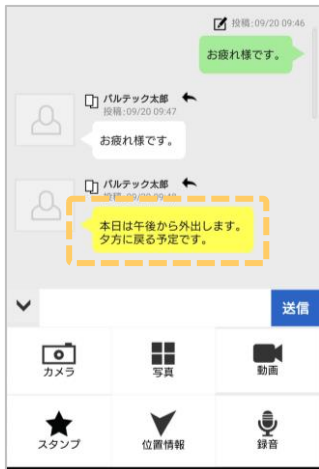 投稿:09/20 09:46
お疲れ様です。
パルテック太郎
投稿:09/20 09:47
お疲れ様です。
パルテック太郎
本日は午後から外出します。
夕方に戻る予定です。
送信
カメラ
写真
動画
スタンプ
位置情報
録音